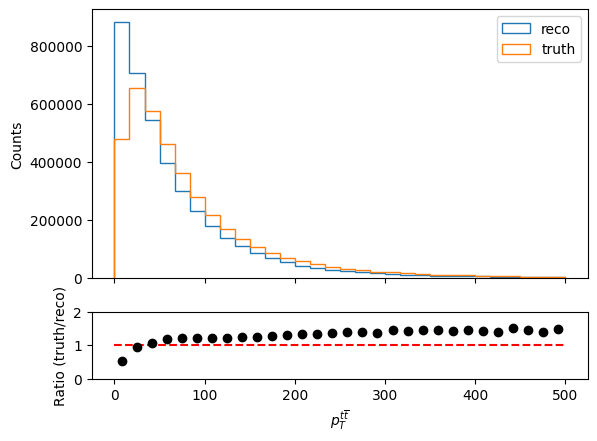 reco
truth
800000
600000
400000
200000
0
Counts
2
1
0
Ratio (truth/reco)
0 100 200 300 400 500
$p_T^{t\overline{t}}$